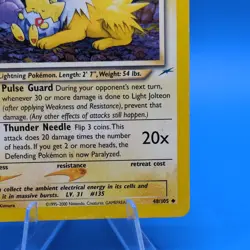 Lightning Pokémon. Length: 2' 7", Weight: 54 lbs.
Pulse Guard During your opponent's next turn,
whenever 30 or more damage is done to Light Jolteon
(after applying Weakness and Resistance), prevent that
damage. (Any other effects of attack still happen.)
Thunder Needle Flip 3 coins. This
attack does 20 damage times the number
of heads. If you get 2 or more heads, the
Defending Pokémon is now Paralyzed.
20x
resistance
retreat cost
collect the ambient electrical energy in its cells and
it in massive bursts. LV. 31 #135
©1995-2000 Nintendo, Creatures, GAMEFREAK
48/105